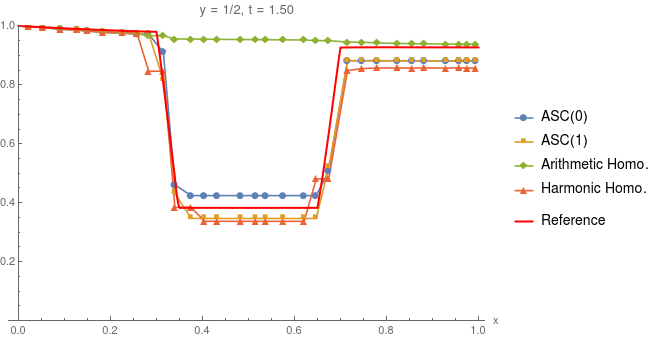 y = 1/2, t = 1.50
1.0
0.8
0.6
0.4
0.2
0.0
0.2
0.4
0.6
0.8
1.0
x
ASC(0)
ASC(1)
Arithmetic Homo.
Harmonic Homo.
Reference